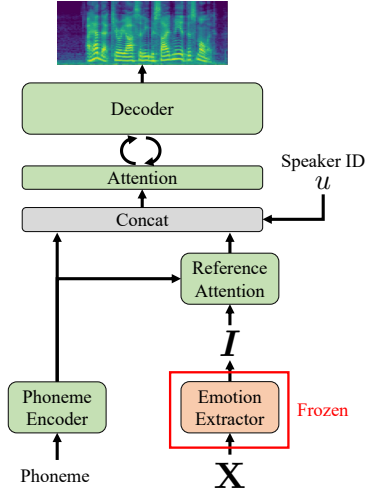 Decoder
Attention
Speaker ID
u
Concat
Reference
Attention
I
Phoneme
Encoder
Emotion
Extractor
Frozen
Phoneme
X